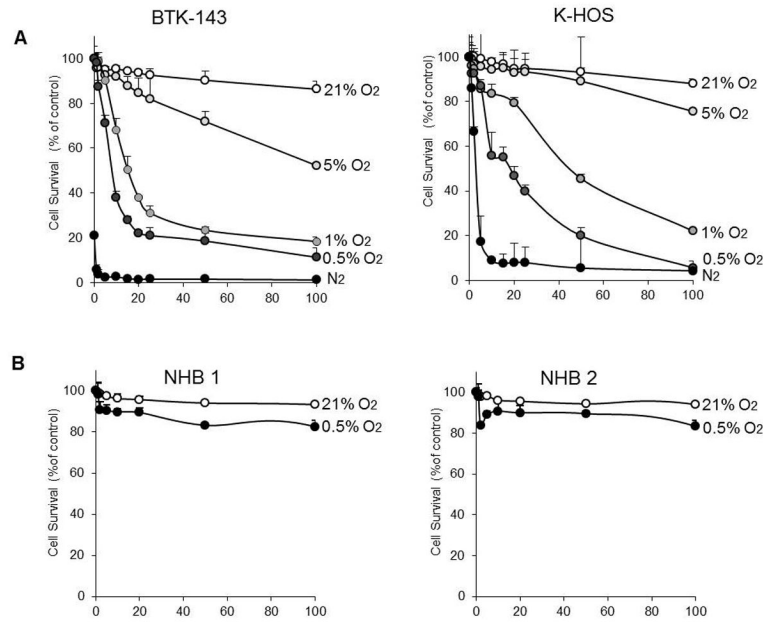 BTK-143
K-HOS
A
Cell Survival (% of control)
100
80
60
40
20
0
0 20 40 60 80 100
21% O2
5% O2
1% O2
0.5% O2
N2
Cell Survival (%of control)
100
80
60
40
20
0
0 20 40 60 80 100
21% O2
5% O2
1% O2
0.5% O2
N2
B
NHB 1
NHB 2
Cell Survival (%of control)
100
80
60
40
20
0
0 20 40 60 80 100
21% O2
0.5% O2
Cell Survival (%of control)
100
80
60
40
20
0
0 20 40 60 80 100
21% O2
0.5% O2